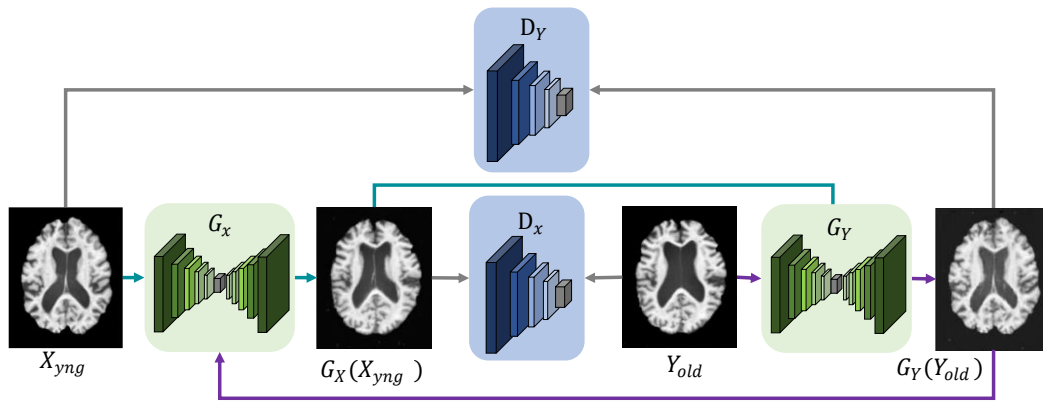 D_Y
G_x
D_x
G_Y
X_yng
G_X(X_yng )
Y_old
G_Y(Y_old)